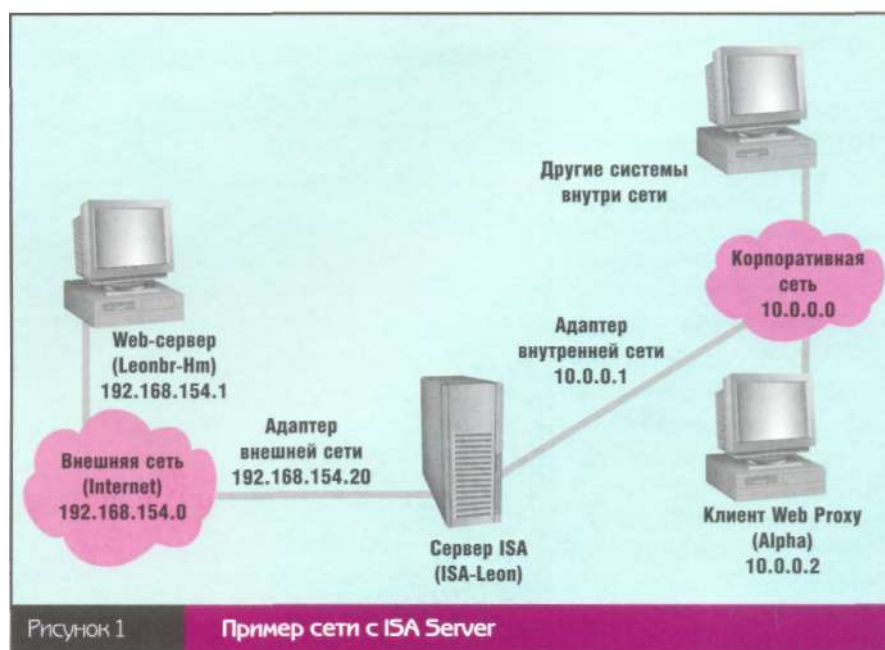 Другие системы
внутри сети
Корпоративная
сеть
10.0.0.0
Web-сервер
(Leonbr-Hm)
192.168.154.1
Адаптер
внутренней сети
10.0.0.1
Адаптер
внешней сети
192.168.154.20
Внешняя сеть
(Internet)
192.168.154.0
Сервер ISA
(ISA-Leon)
Клиент Web Proxy
(Alpha)
10.0.0.2
Рисунок 1
Пример сети с ISA Server